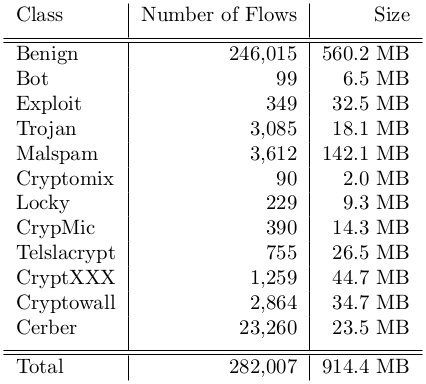 Class Number of Flows Size
Benign 246,015 560.2 MB
Bot 99 6.5 MB
Exploit 349 32.5 MB
Trojan 3,085 18.1 MB
Malspam 3,612 142.1 MB
Cryptomix 90 2.0 MB
Locky 229 9.3 MB
CrypMic 390 14.3 MB
Telslacrypt 755 26.5 MB
CryptXXX 1,259 44.7 MB
Cryptowall 2,864 34.7 MB
Cerber 23,260 23.5 MB
Total 282,007 914.4 MB